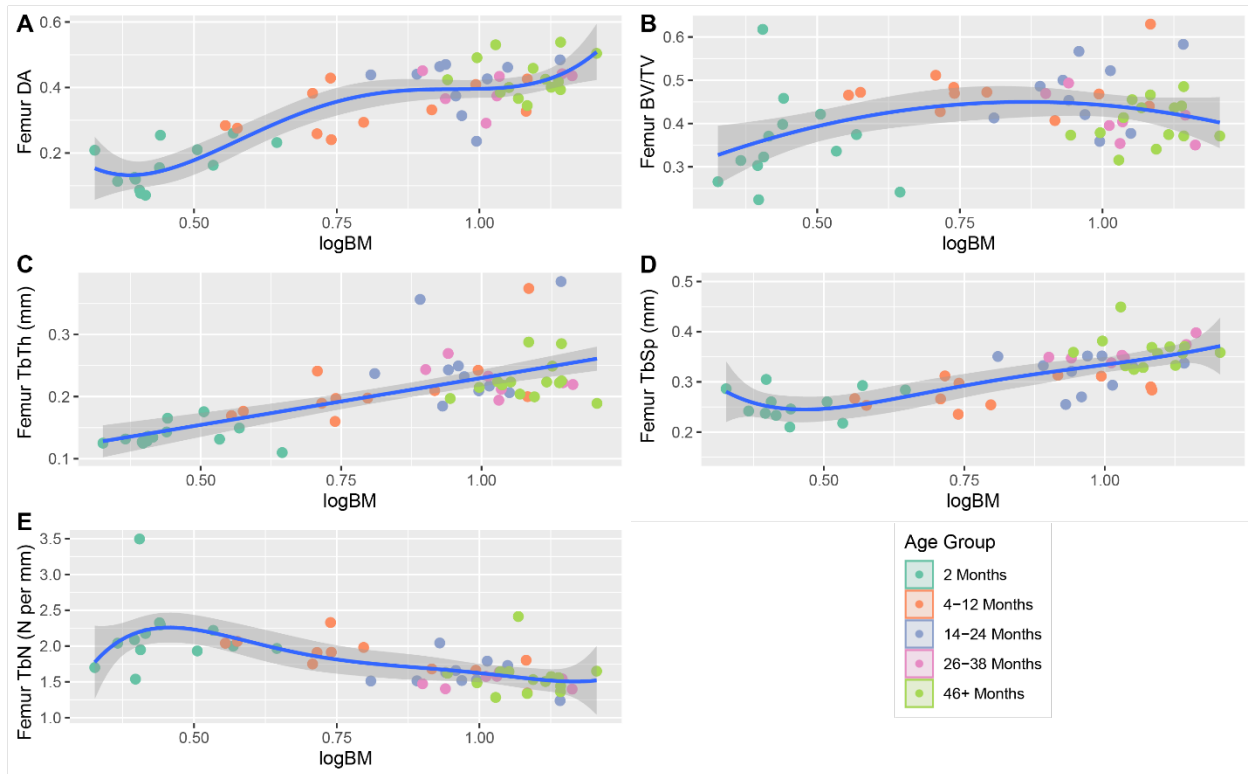 A
Femur DA
0.6
0.4
0.2
0.50
0.75
1.00
logBM
B
Femur BV/TV
0.6
0.5
0.4
0.3
0.50
0.75
1.00
logBM
C
Femur TbTh (mm)
0.3
0.2
0.1
0.50
0.75
1.00
logBM
D
Femur TbSp (mm)
0.5
0.4
0.3
0.2
0.50
0.75
1.00
logBM
E
Femur TbN (N per mm)
3.5
3.0
2.5
2.0
1.5
1.0
0.50
0.75
1.00
logBM
Age Group
2 Months
4−12 Months
14−24 Months
26−38 Months
46+ Months